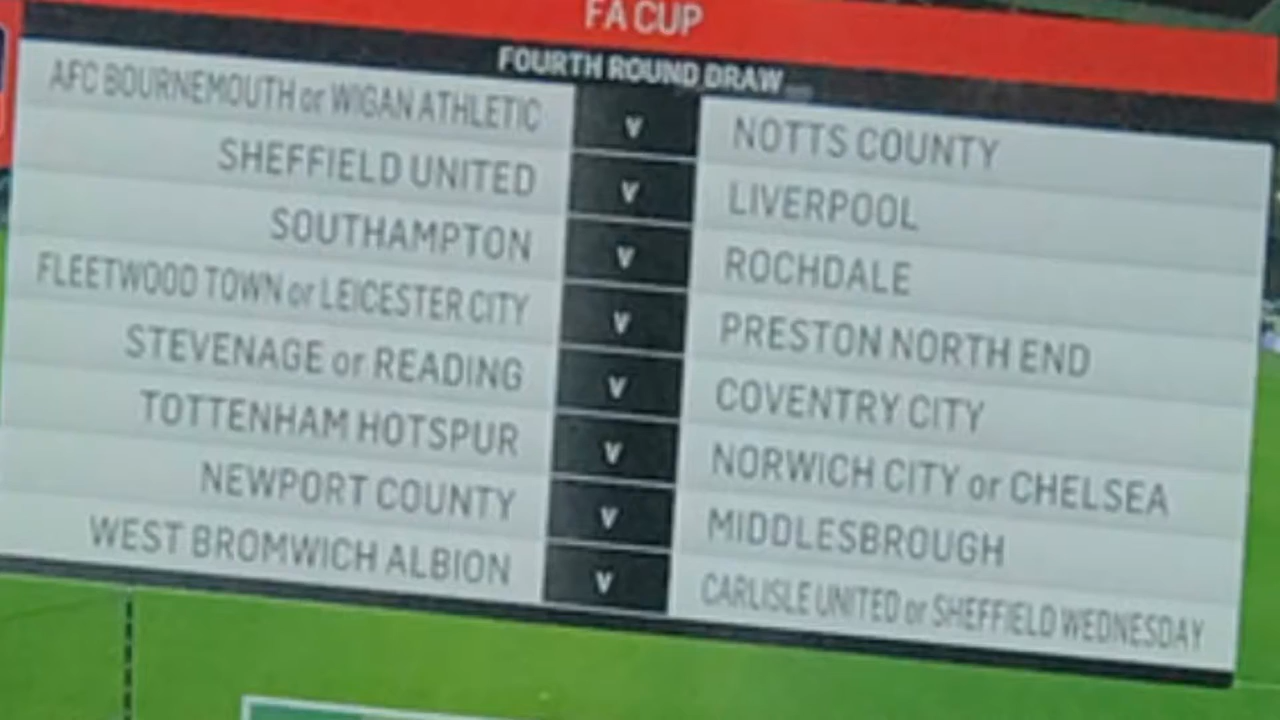 FA CUP
FOURTH ROUND DRAW
AFC BOURNEMOUTH or WIGAN ATHLETIC v NOTTS COUNTY
SHEFFIELD UNITED v LIVERPOOL
SOUTHAMPTON v ROCHDALE
FLEETWOOD TOWN or LEICESTER CITY v PRESTON NORTH END
STEVENAGE or READING v COVENTRY CITY
TOTTENHAM HOTSPUR v NORWICH CITY or CHELSEA
NEWPORT COUNTY v MIDDLESBROUGH
WEST BROMWICH ALBION v CARLISLE UNITED or SHEFFIELD WEDNESDAY